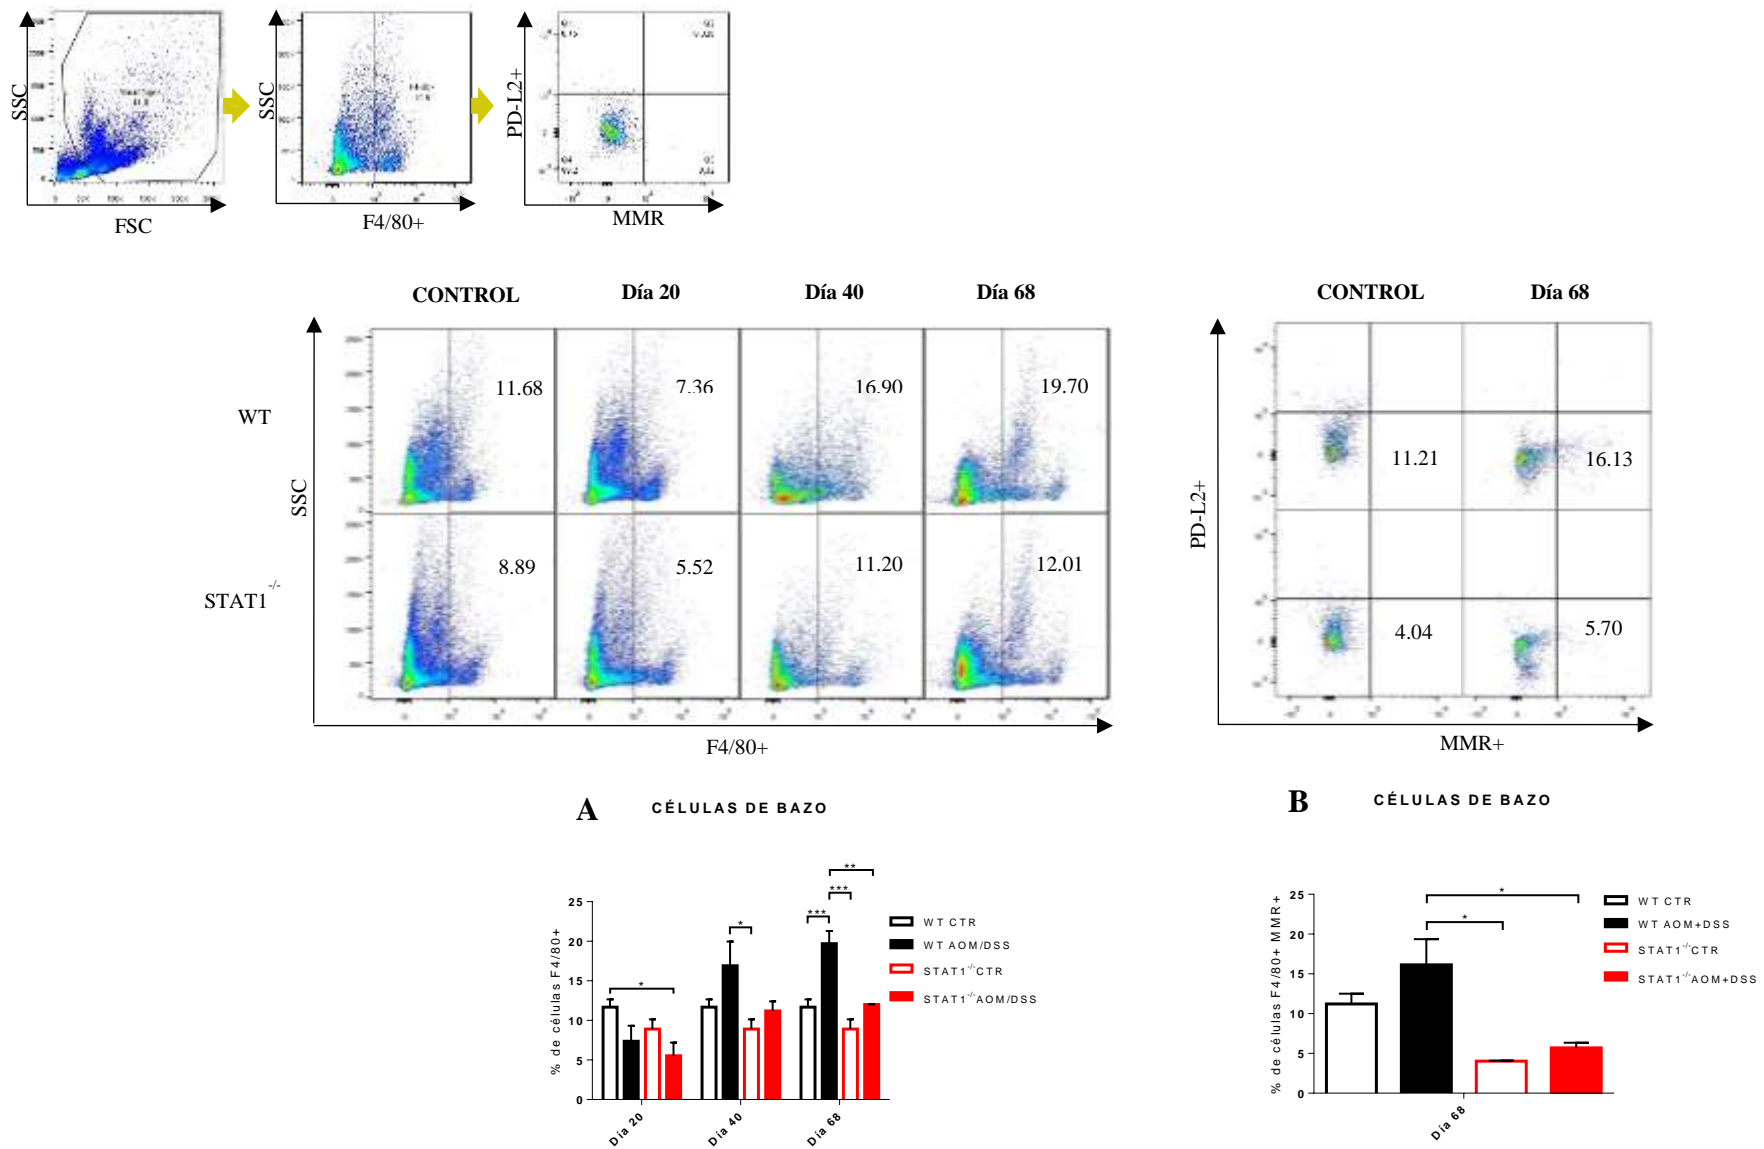 SSC
FSC
SSC
F4/80+
PD-L2+
MMR
CONTROL Día 20 Día 40 Día 68
WT
11.68 7.36 16.90 19.70
STAT1-/-
8.89 5.52 11.20 12.01
SSC
F4/80+
CONTROL Día 68
11.21 16.13
4.04 5.70
PD-L2+
MMR+
A CÉLULAS DE BAZO
% de células F4/80+
25
20
15
10
5
0
*
*
***
***
**
Día 20 Día 40 Día 68
WT CTR
WT AOM/DSS
STAT1-/-CTR
STAT1-/-AOM/DSS
B CÉLULAS DE BAZO
% de células F4/80+ MMR+
25
20
15
10
5
0
*
*
Día 68
WT CTR
WT AOM+DSS
STAT1-/-CTR
STAT1-/-AOM+DSS